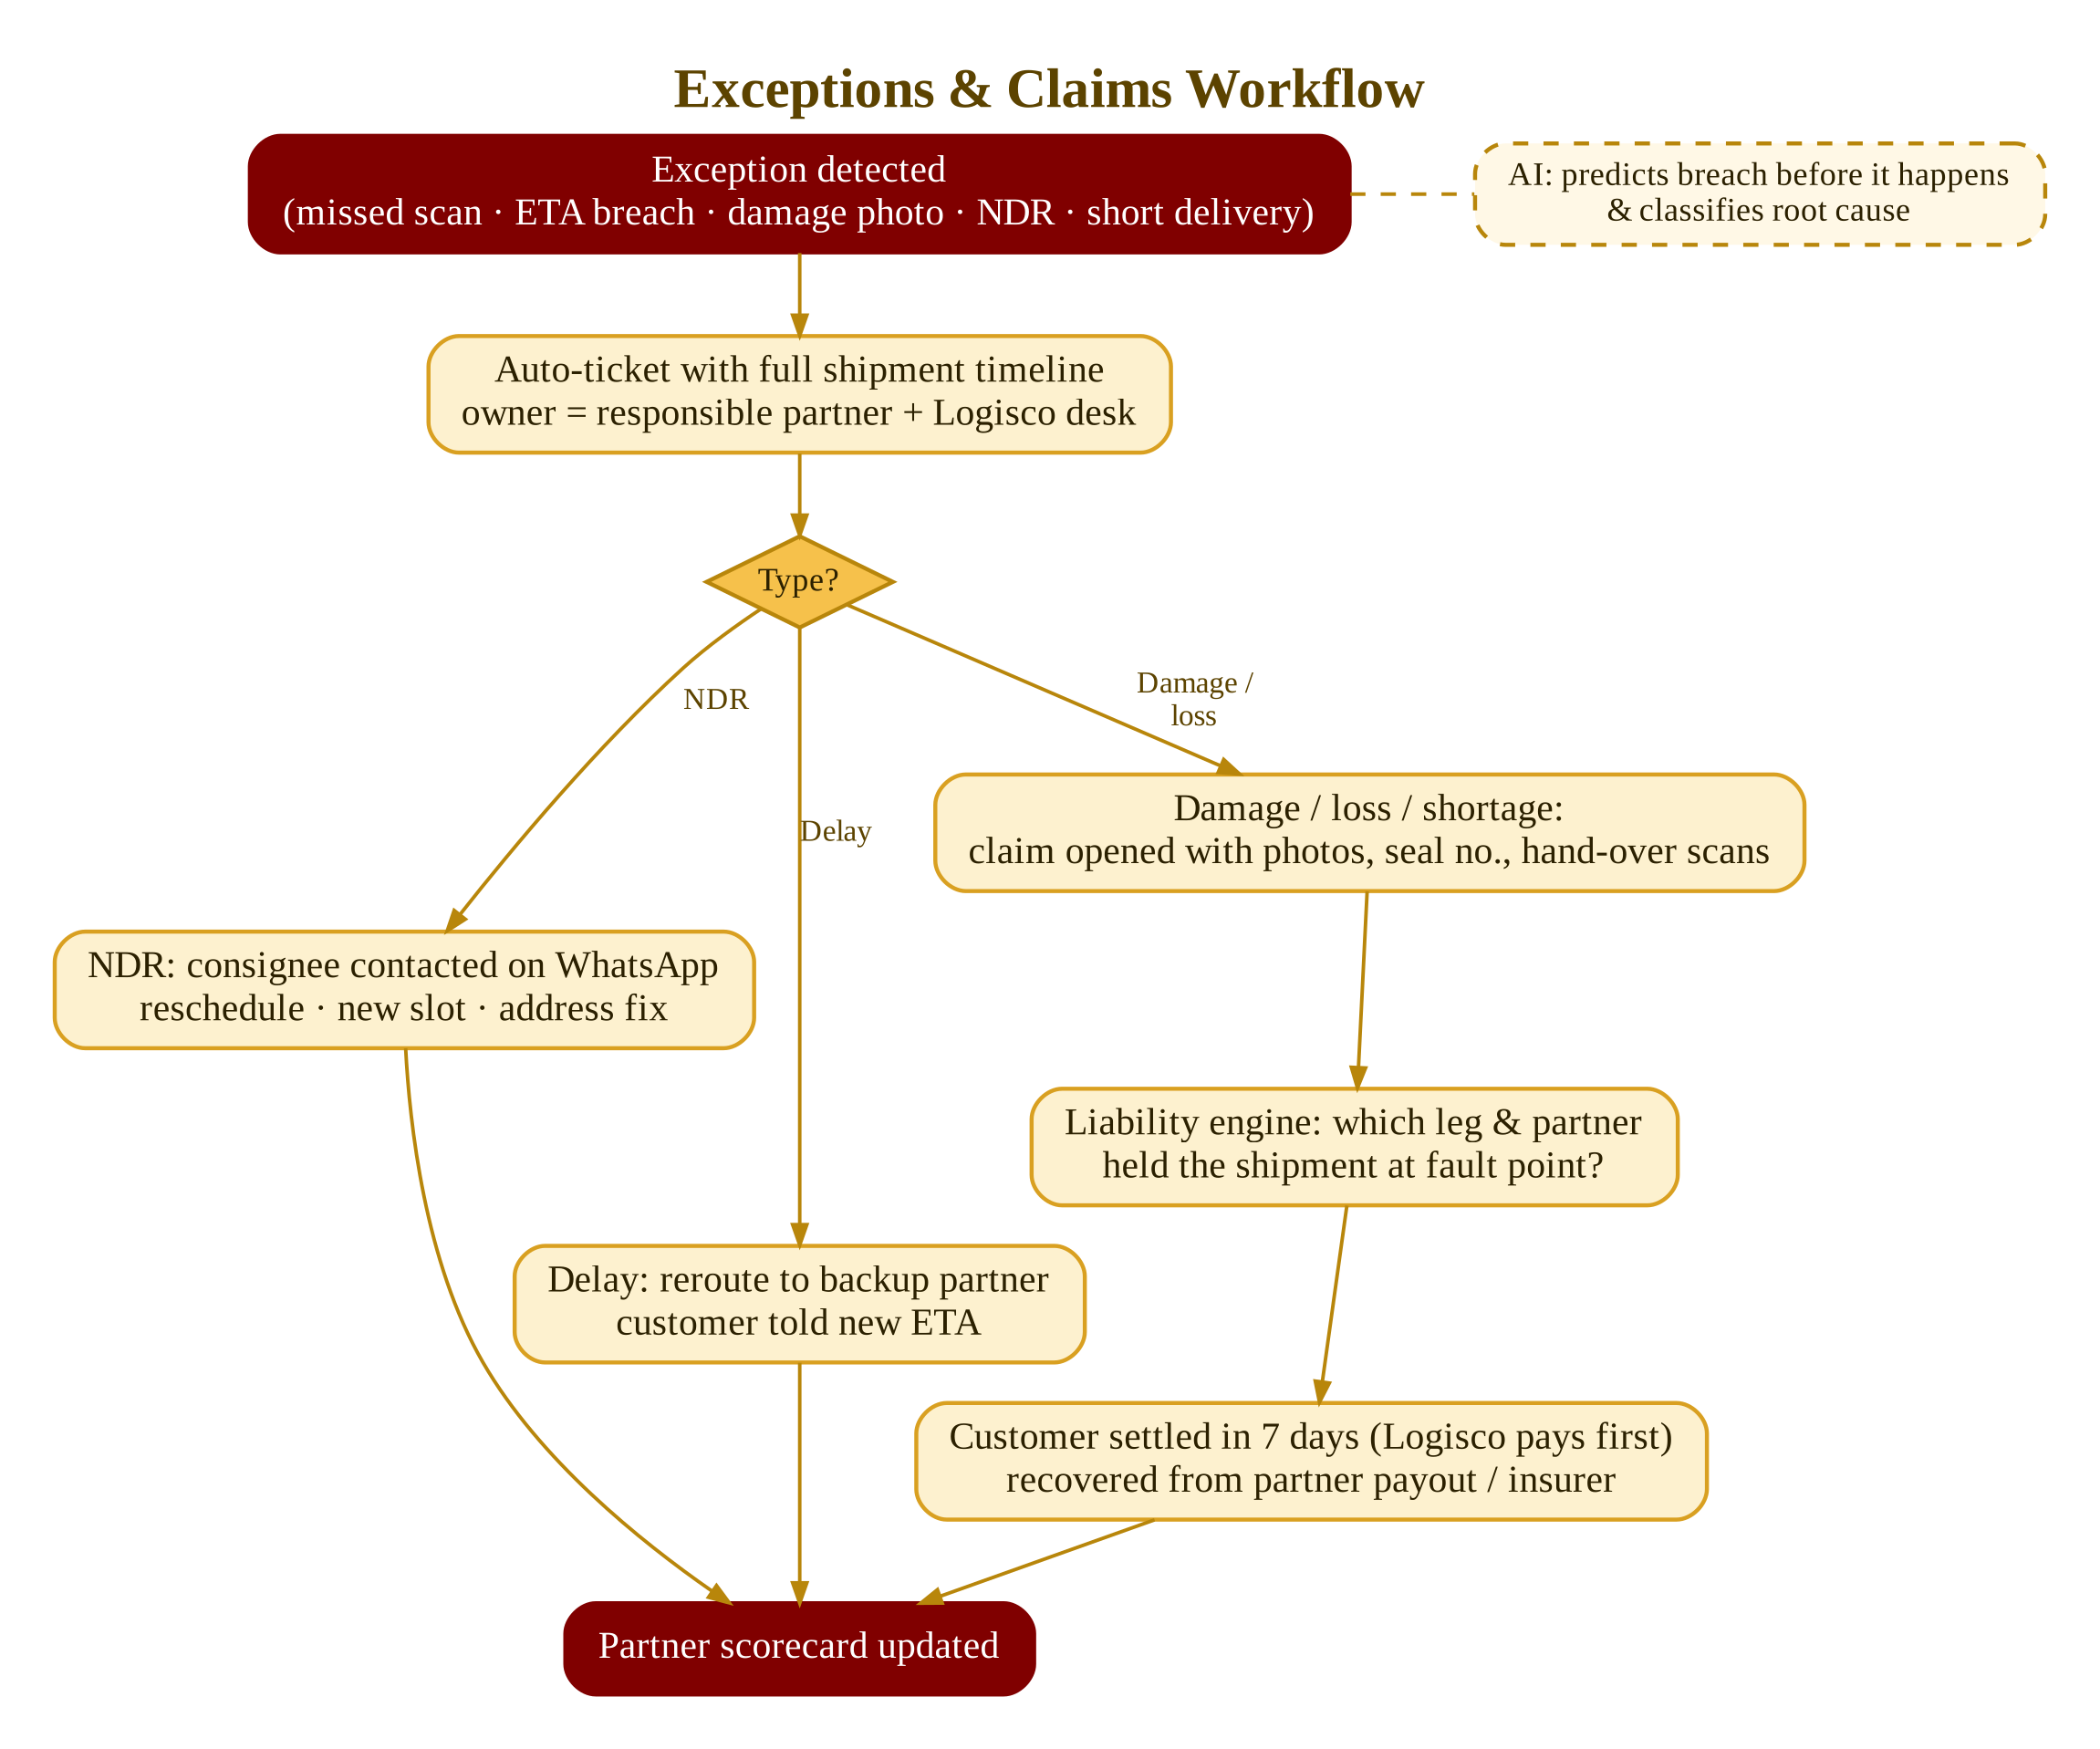 Exceptions & Claims Workflow
Exception detected
(missed scan · ETA breach · damage photo · NDR · short delivery)
AI: predicts breach before it happens
& classifies root cause
Auto-ticket with full shipment timeline
owner = responsible partner + Logisco desk
Type?
NDR
Damage /
loss
Delay
Damage / loss / shortage:
claim opened with photos, seal no., hand-over scans
NDR: consignee contacted on WhatsApp
reschedule · new slot · address fix
Liability engine: which leg & partner
held the shipment at fault point?
Delay: reroute to backup partner
customer told new ETA
Customer settled in 7 days (Logisco pays first)
recovered from partner payout / insurer
Partner scorecard updated